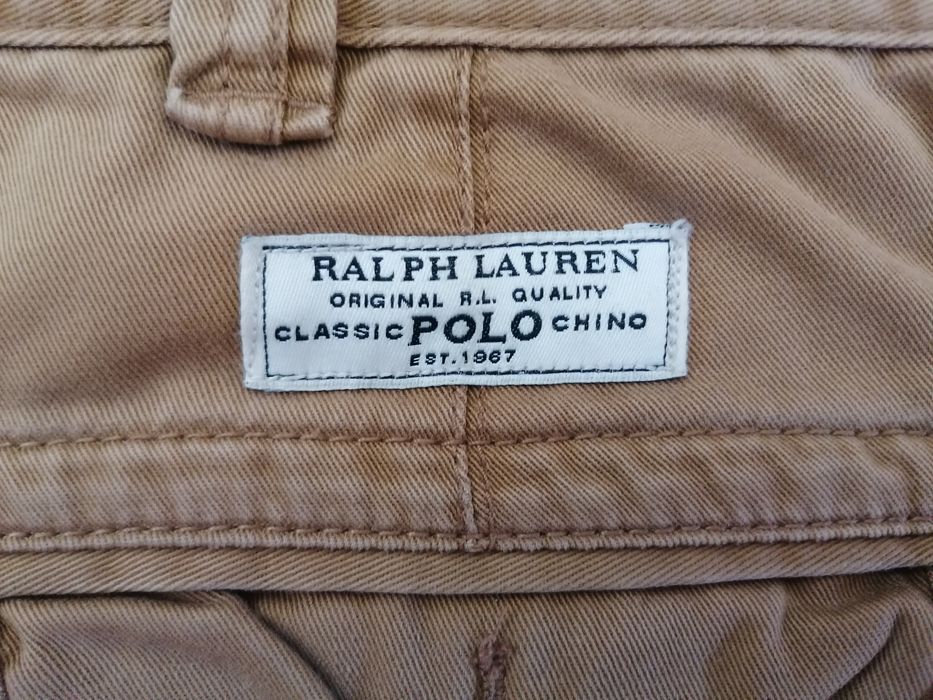 RALPH LAUREN
ORIGINAL R.L. QUALITY
CLASSIC POLO CHINO
EST. 1967